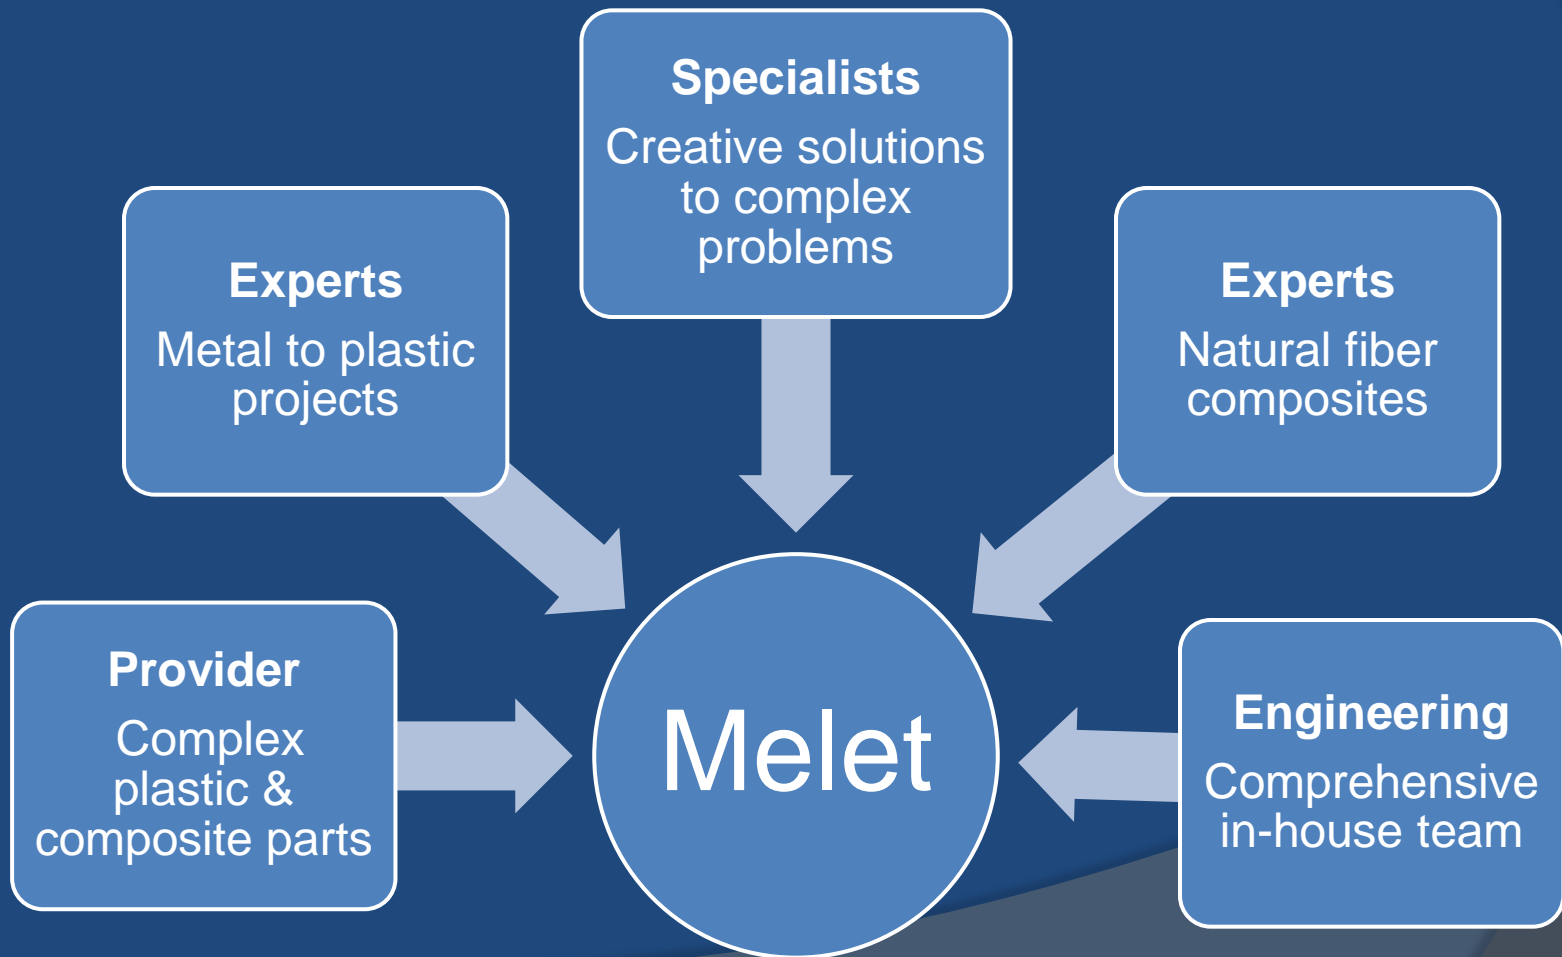 Specialists
Creative solutions
to complex
problems
Experts
Metal to plastic
projects
Experts
Natural fiber
composites
Provider
Complex
plastic &
composite parts
Melet
Engineering
Comprehensive
in-house team